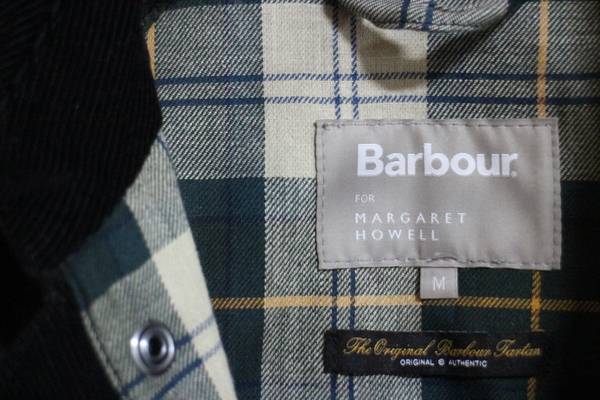 Barbour®
FOR
MARGARET
HOWELL
M
The Original Barbour Tartan
ORIGINAL © AUTHENTIC